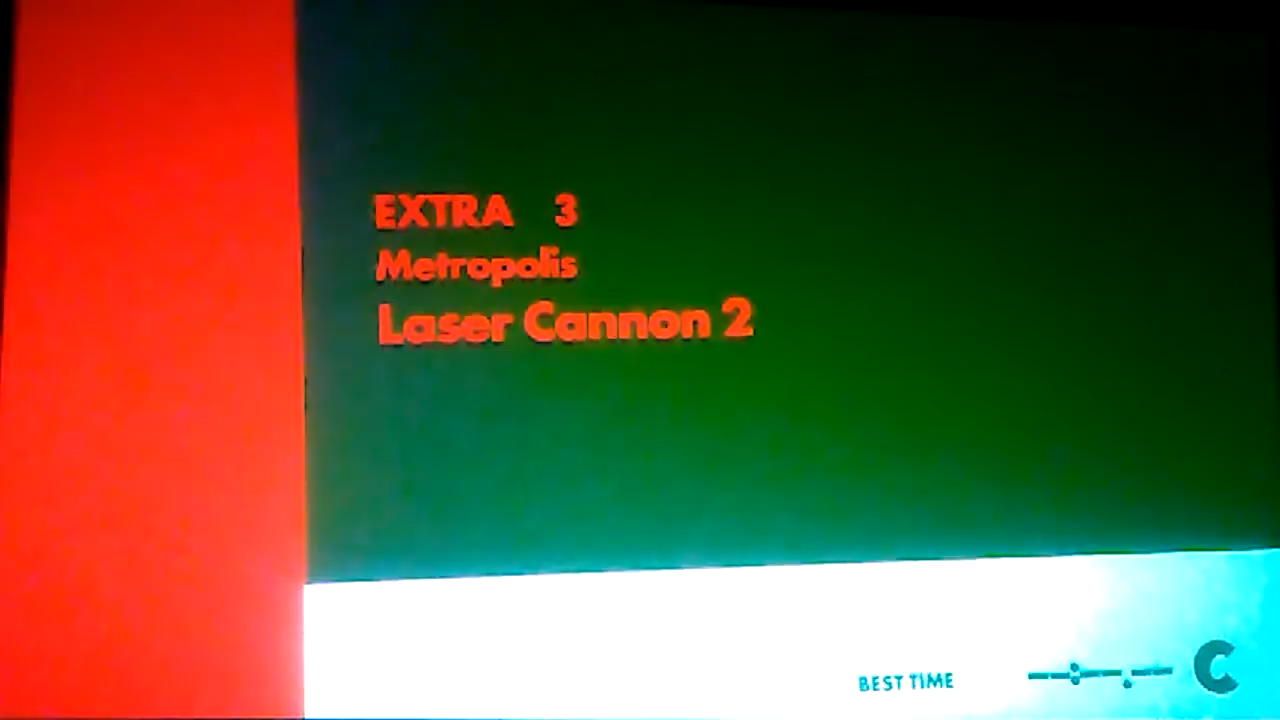 EXTRA 3
Metropolis
Laser Cannon 2
BEST TIME --:--.-- C